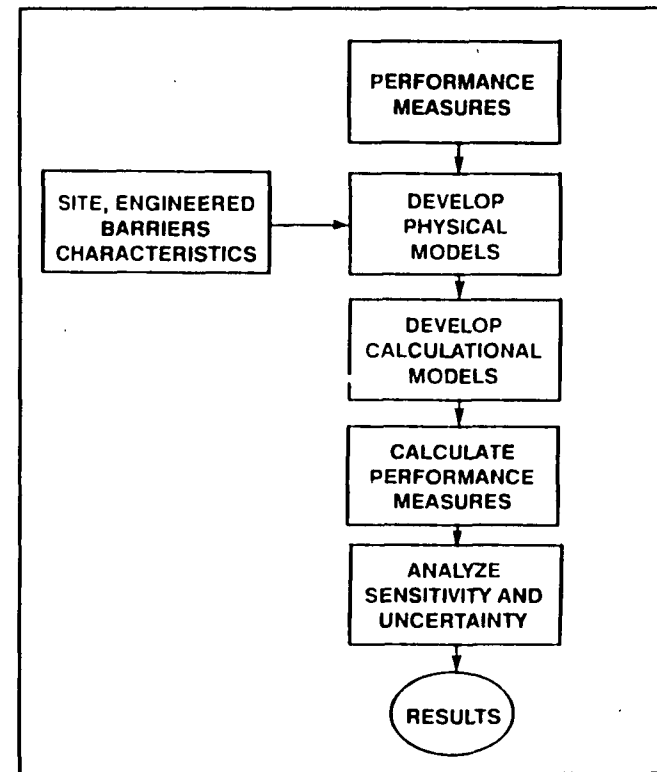 PERFORMANCE
MEASURES
SITE, ENGINEERED
BARRIERS
CHARACTERISTICS
DEVELOP
PHYSICAL
MODELS
DEVELOP
CALCULATIONAL
MODELS
CALCULATE
PERFORMANCE
MEASURES
ANALYZE
SENSITIVITY AND
UNCERTAINTY
RESULTS